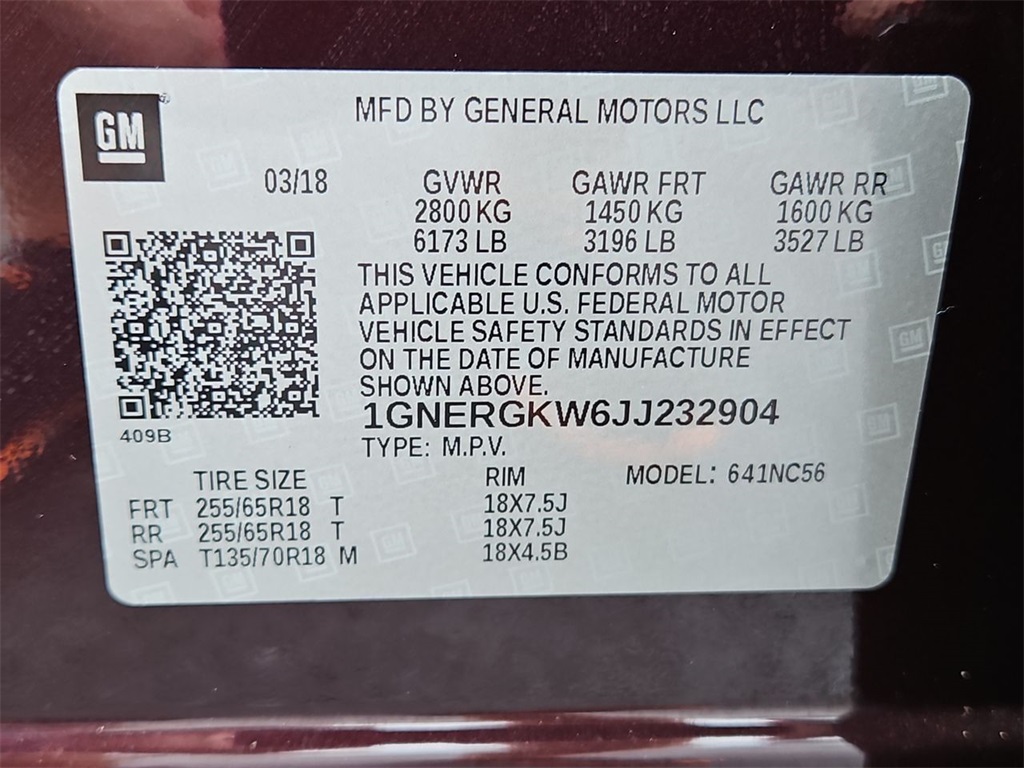 GM
MFD BY GENERAL MOTORS LLC
03/18 GVWR GAWR FRT GAWR RR
2800 KG 1450 KG 1600 KG
6173 LB 3196 LB 3527 LB
THIS VEHICLE CONFORMS TO ALL
APPLICABLE U.S. FEDERAL MOTOR
VEHICLE SAFETY STANDARDS IN EFFECT
ON THE DATE OF MANUFACTURE
SHOWN ABOVE.
1GNERGKW6JJ232904
409B
TYPE: M.P.V.
TIRE SIZE RIM MODEL: 641NC56
FRT 255/65R18 T 18X7.5J
RR 255/65R18 T 18X7.5J
SPA T135/70R18 M 18X4.5B